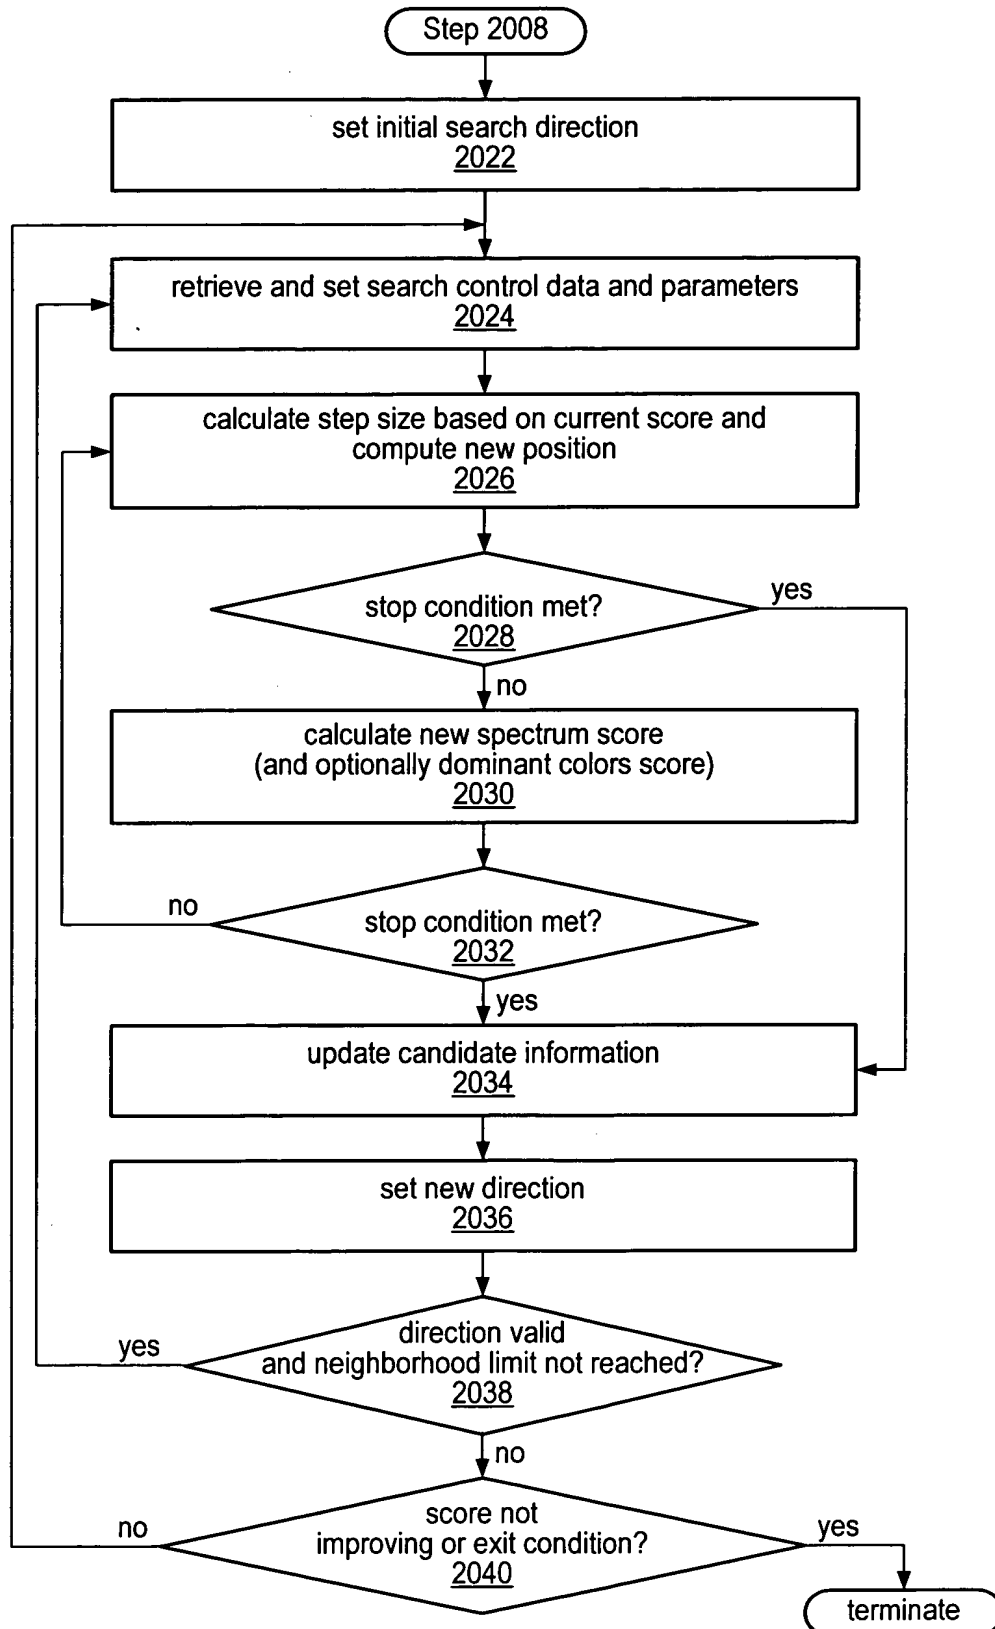 Step 2008
set initial search direction
2022
retrieve and set search control data and parameters
2024
calculate step size based on current score and
compute new position
2026
stop condition met?
2028
yes
no
calculate new spectrum score
(and optionally dominant colors score)
2030
stop condition met?
2032
no
yes
update candidate information
2034
set new direction
2036
direction valid
and neighborhood limit not reached?
2038
yes
no
score not
improving or exit condition?
2040
no
yes
terminate